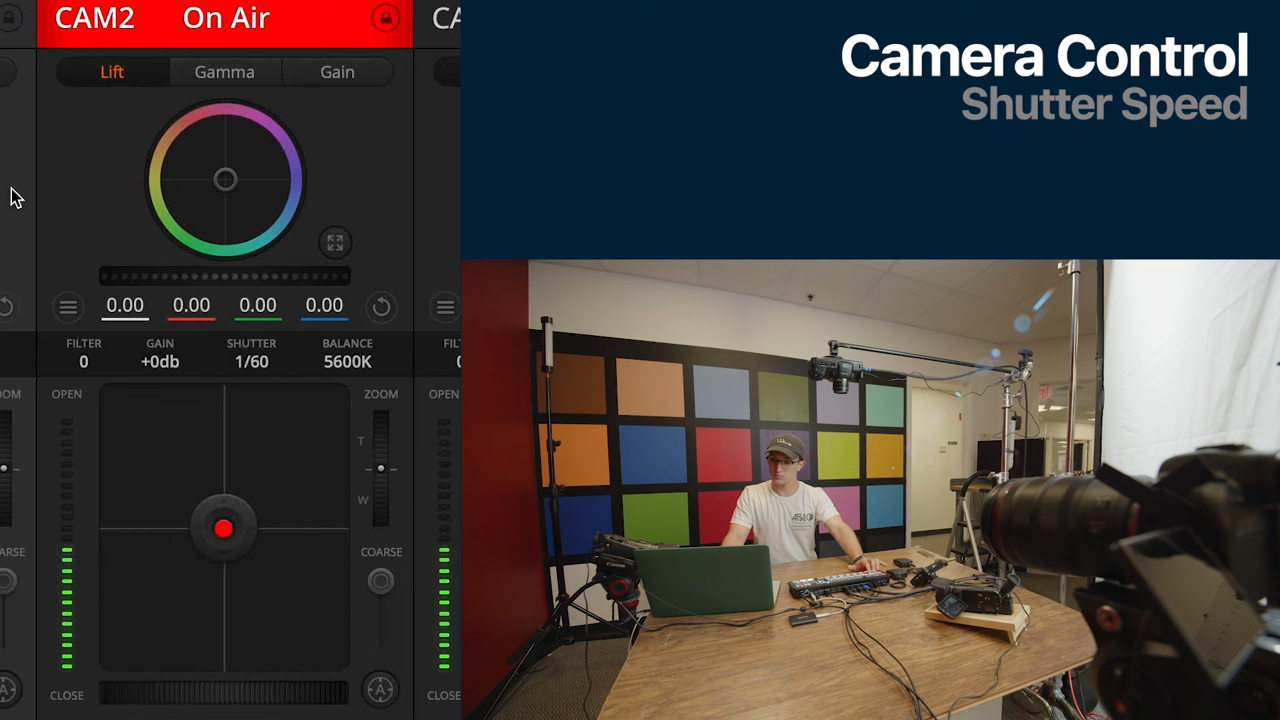 CAM2 On Air
CA
Camera Control
Shutter Speed
Lift Gamma Gain
0.00 0.00 0.00 0.00
FILTER GAIN SHUTTER BALANCE
0 +0db 1/60 5600K
OPEN ZOOM OPEN
T
W
COARSE
CLOSE A CLOSE